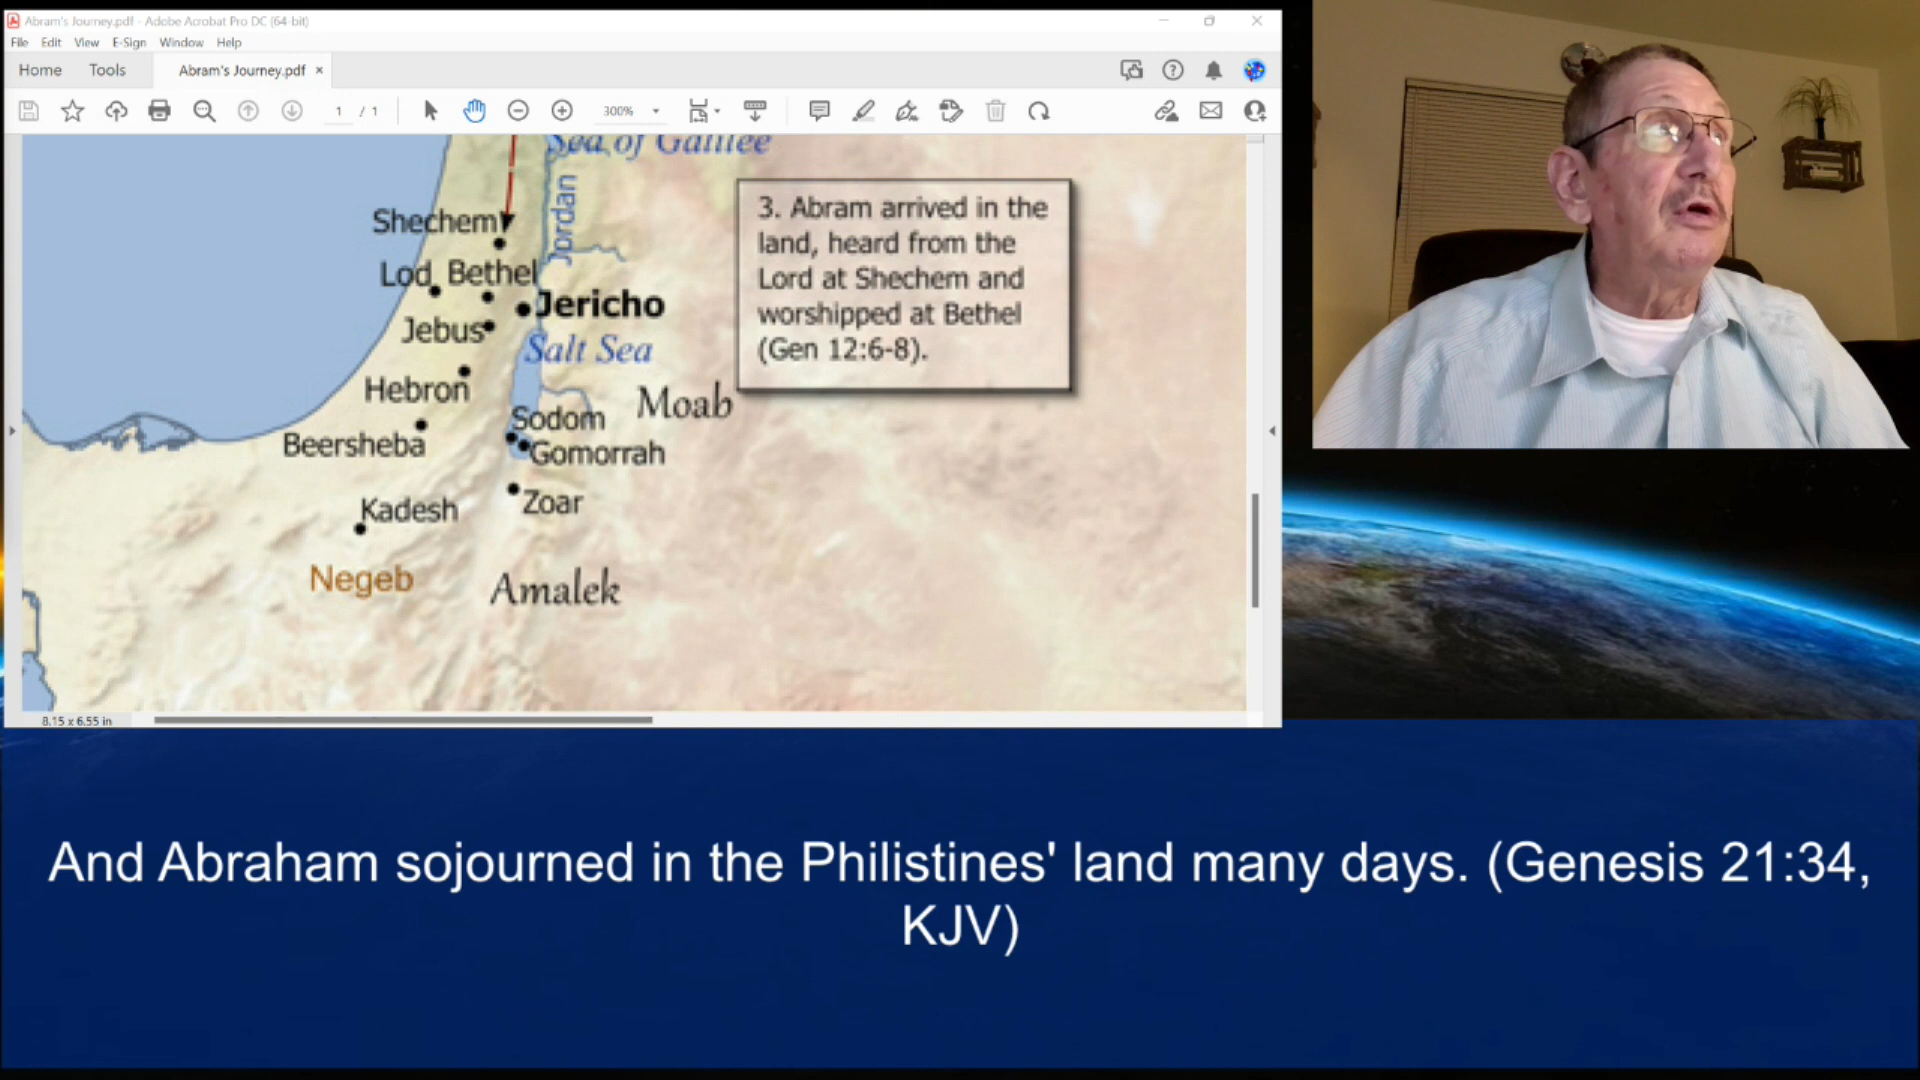 Abram's Journey.pdf - Adobe Acrobat Pro DC (64-bit)
File Edit View E-Sign Window Help
Home Tools Abram's Journey.pdf ×
1 / 1 300%
Sea of Galilee
Jordan
Shechem
Lod Bethel
Jericho
Jebus
Salt Sea
Hebron
Moab
Sodom
Beersheba
Gomorrah
Zoar
Kadesh
Negeb
Amalek
3. Abram arrived in the
land, heard from the
Lord at Shechem and
worshipped at Bethel
(Gen 12:6-8).
8.15 x 6.55 in
And Abraham sojourned in the Philistines' land many days. (Genesis 21:34,
KJV)